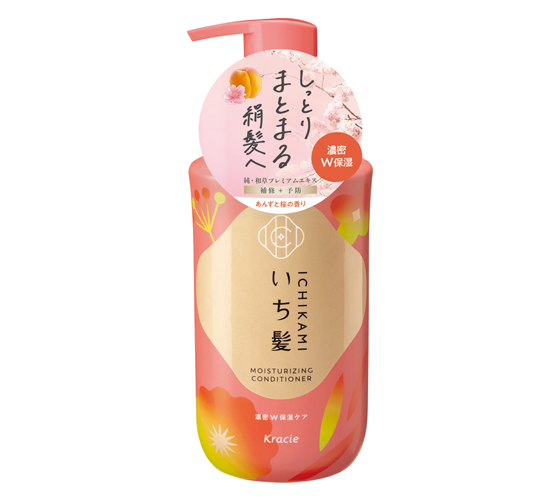 しっとり
まとまる
絹髪へ
濃密
W保湿
純・和草プレミアムエキス
補修 + 予防
あんずと桜の香り
ICHIKAMI
いち髪
MOISTURIZING
CONDITIONER
濃密W保湿ケア
Kracie